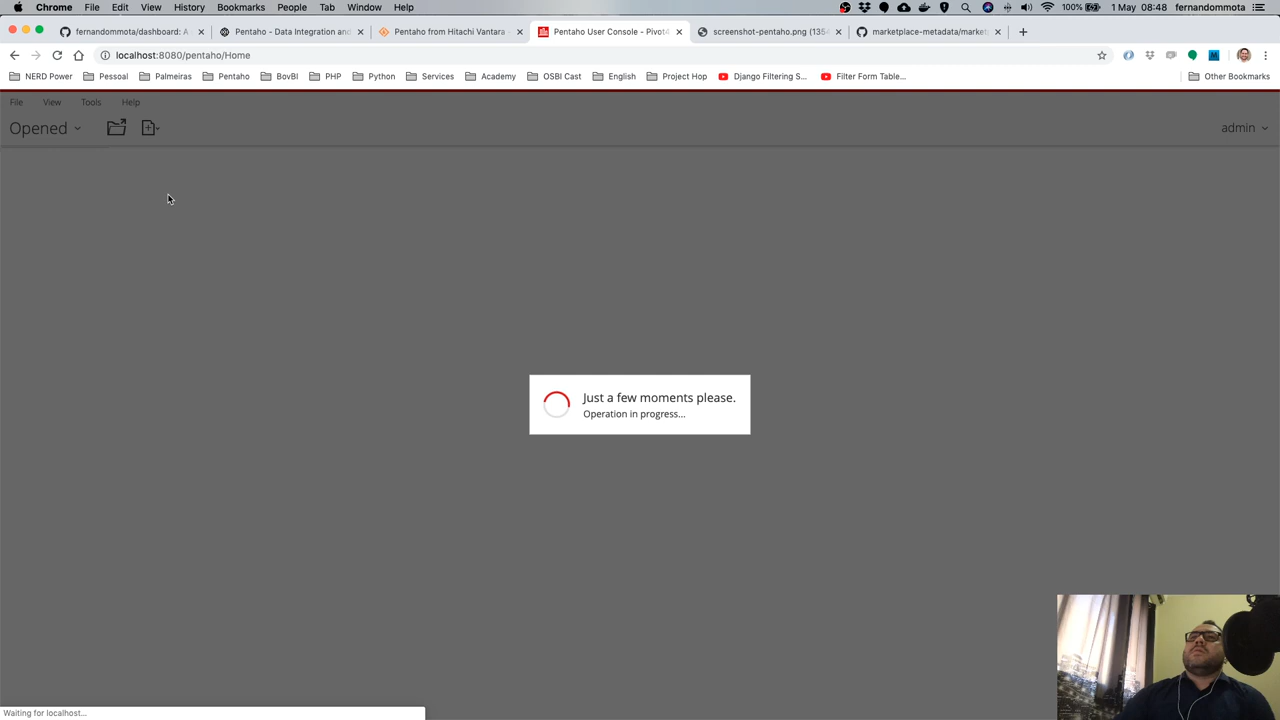 Chrome File Edit View History Bookmarks People Tab Window Help 100% 1 May 08:48 fernandommota
fernandommota/dashboard: A Pentaho - Data Integration and Pentaho from Hitachi Vantara Pentaho User Console - Pivot4 screenshot-pentaho.png (135 marketplace-metadata/market
localhost:8080/pentaho/Home
NERD Power Pessoal Palmeiras Pentaho BovBI PHP Python Services Academy OSBI Cast English Project Hop Django Filtering S... Filter Form Table... Other Bookmarks
File View Tools Help
Opened admin
Just a few moments please.
Operation in progress...
Waiting for localhost...